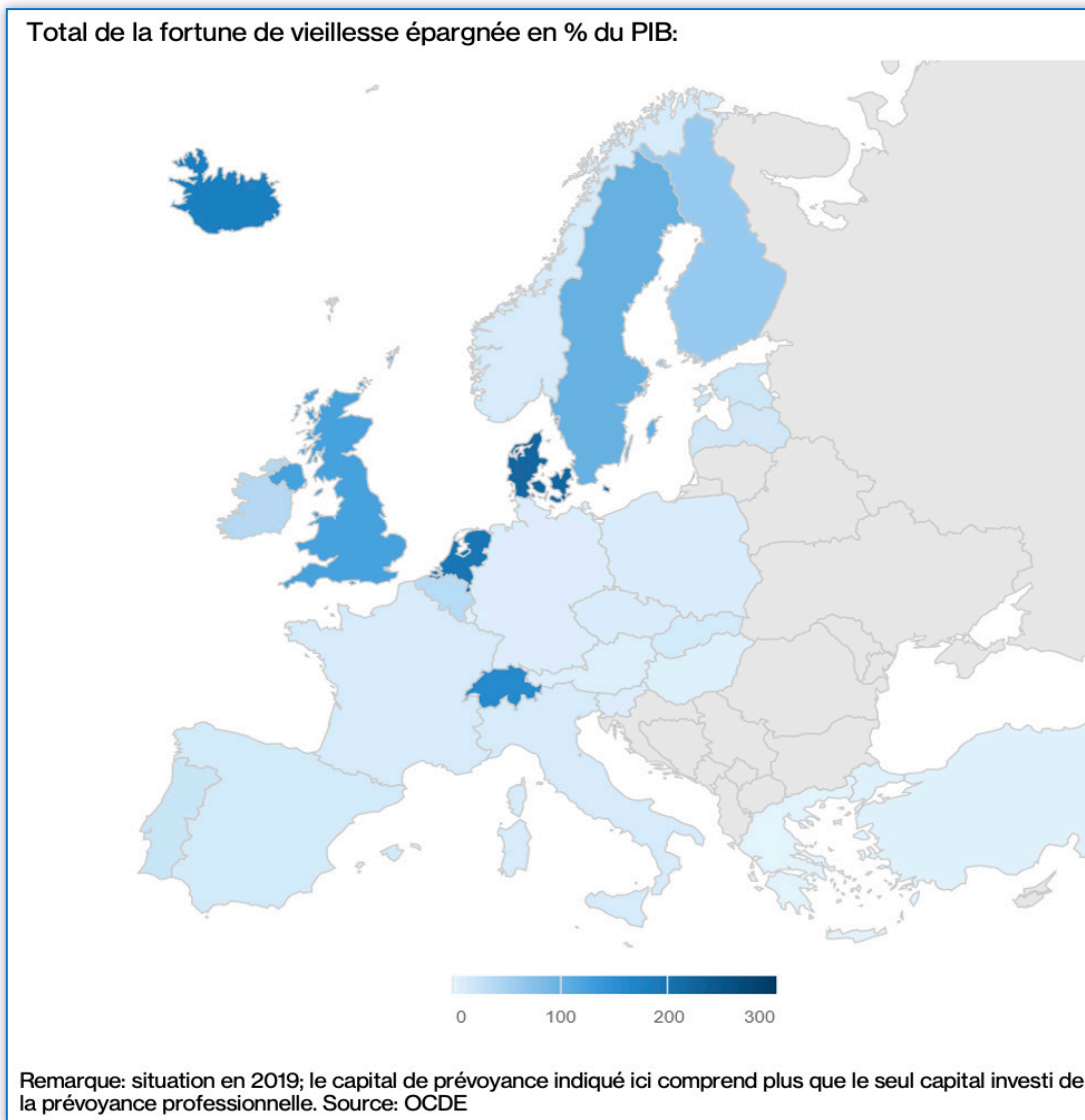 Total de la fortune de vieillesse épargnée en % du PIB:
0 100 200 300
Remarque: situation en 2019; le capital de prévoyance indiqué ici comprend plus que le seul capital investi de
la prévoyance professionnelle. Source: OCDE